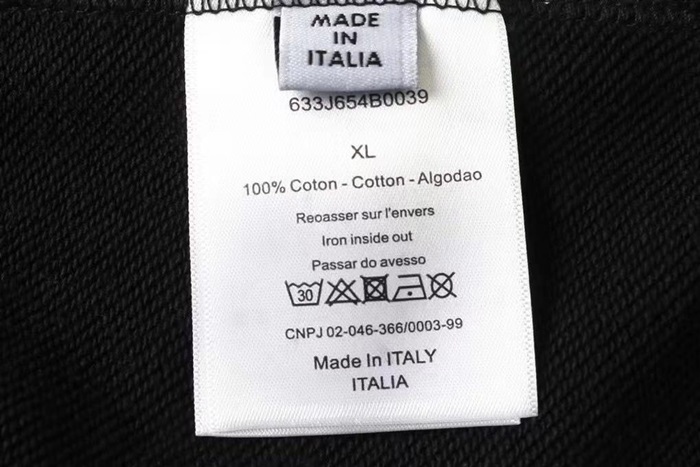 MADE
IN
ITALIA
633J654B0039
XL
100% Coton - Cotton - Algodao
Reoasser sur l'envers
Iron inside out
Passar do avesso
30
CNPJ 02-046-366/0003-99
Made In ITALY
ITALIA